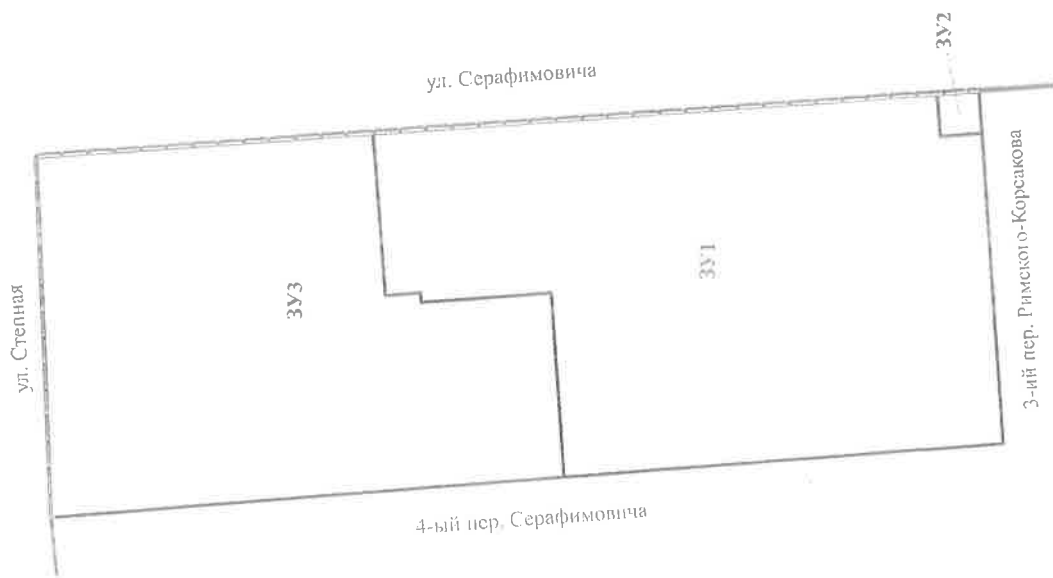 ЗУ2
ул. Серафимовича
ул. Степная
ЗУ3
ЗУ1
3-ий пер. Римского-Корсакова
4-ый пер. Серафимовича